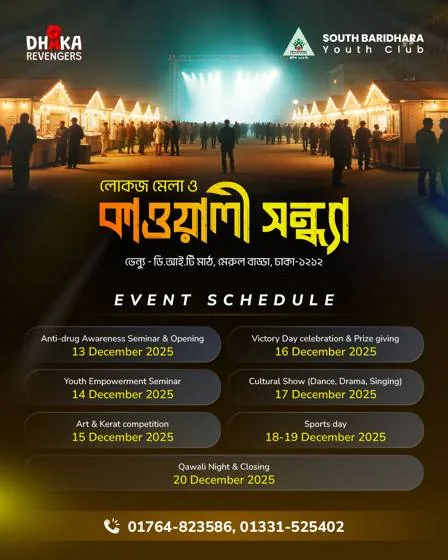 DHAKA
REVENGERS
SOUTH BARIDHARA
Youth Club
লোকজ মেলা ও
কাওয়ালী সন্ধ্যা
ভেন্যু - ডি.আই.টি মাঠ, মেরুল বাড্ডা, ঢাকা-১২১২
EVENT SCHEDULE
Anti-drug Awareness Seminar & Opening
13 December 2025
Victory Day celebration & Prize giving
16 December 2025
Youth Empowerment Seminar
14 December 2025
Cultural Show (Dance, Drama, Singing)
17 December 2025
Art & Kerat competition
15 December 2025
Sports day
18-19 December 2025
Qawali Night & Closing
20 December 2025
01764-823586, 01331-525402